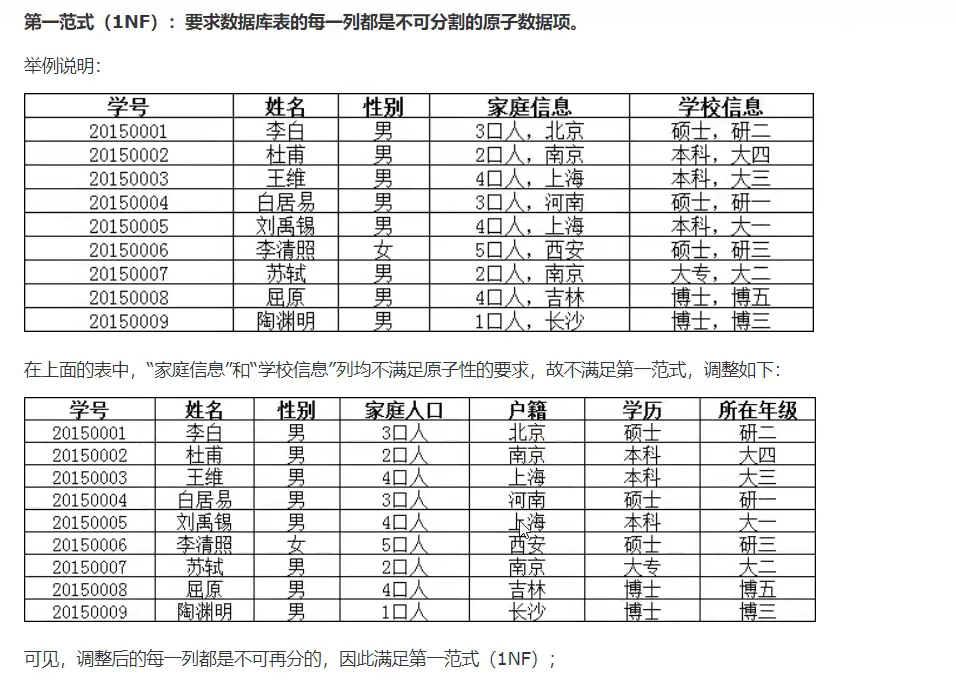 第一范式（1NF）：要求数据库表的每一列都是不可分割的原子数据项。
举例说明：
学号 姓名 性别 家庭信息 学校信息
20150001 李白 男 3口人，北京 硕士，研二
20150002 杜甫 男 2口人，南京 本科，大四
20150003 王维 男 4口人，上海 本科，大三
20150004 白居易 男 3口人，河南 硕士，研一
20150005 刘禹锡 男 4口人，上海 本科，大一
20150006 李清照 女 5口人，西安 硕士，研三
20150007 苏轼 男 2口人，南京 大专，大二
20150008 屈原 男 4口人，吉林 博士，博五
20150009 陶渊明 男 1口人，长沙 博士，博三
在上面的表中，“家庭信息”和“学校信息”列均不满足原子性的要求，故不满足第一范式，调整如下：
学号 姓名 性别 家庭人口 户籍 学历 所在年级
20150001 李白 男 3口人 北京 硕士 研二
20150002 杜甫 男 2口人 南京 本科 大四
20150003 王维 男 4口人 上海 本科 大三
20150004 白居易 男 3口人 河南 硕士 研一
20150005 刘禹锡 男 4口人 上海 本科 大一
20150006 李清照 女 5口人 西安 硕士 研三
20150007 苏轼 男 2口人 南京 大专 大二
20150008 屈原 男 4口人 吉林 博士 博五
20150009 陶渊明 男 1口人 长沙 博士 博三
可见，调整后的每一列都是不可再分的，因此满足第一范式（1NF）；